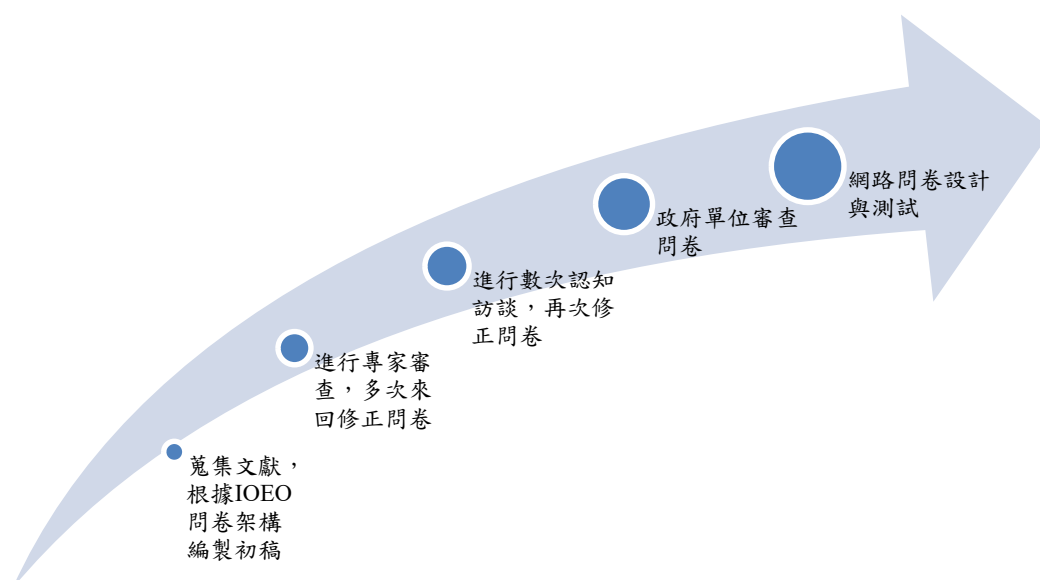 蒐集文獻，
根據IOEO
問卷架構
編製初稿
進行專家審
查，多次來
回修正問卷
進行數次認知
訪談，再次修
正問卷
政府單位審查
問卷
網路問卷設計
與測試